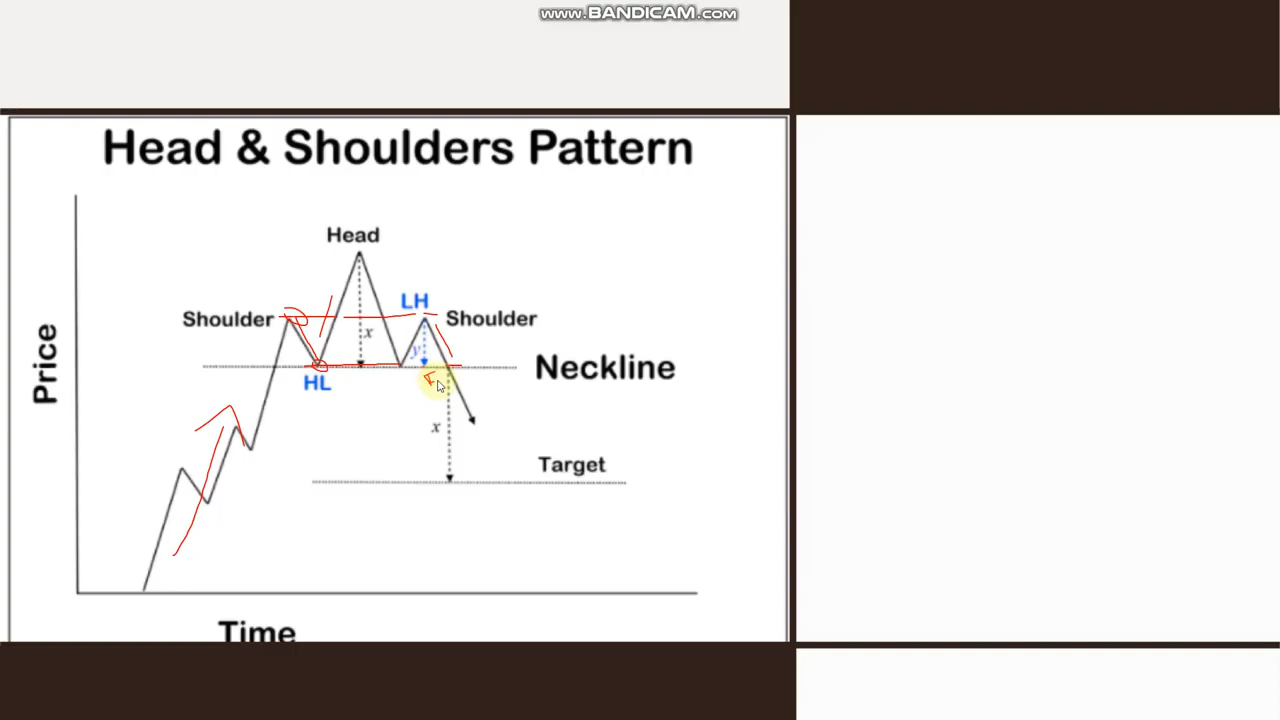 www.BANDICAM.com
Head & Shoulders Pattern
Head
LH
Shoulder
Shoulder
x
y
HL
Neckline
Price
x
Target
Time